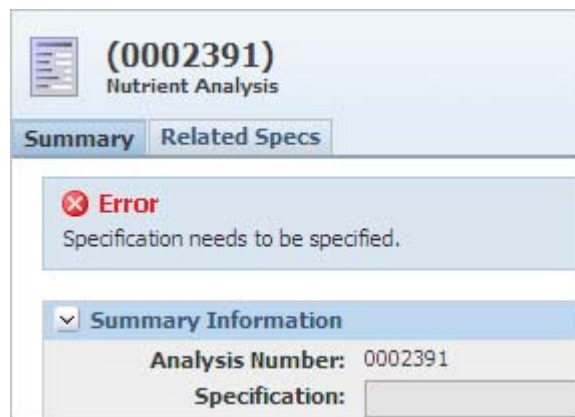 (0002391)
Nutrient Analysis
Summary Related Specs
Error
Specification needs to be specified.
Summary Information
Analysis Number: 0002391
Specification: